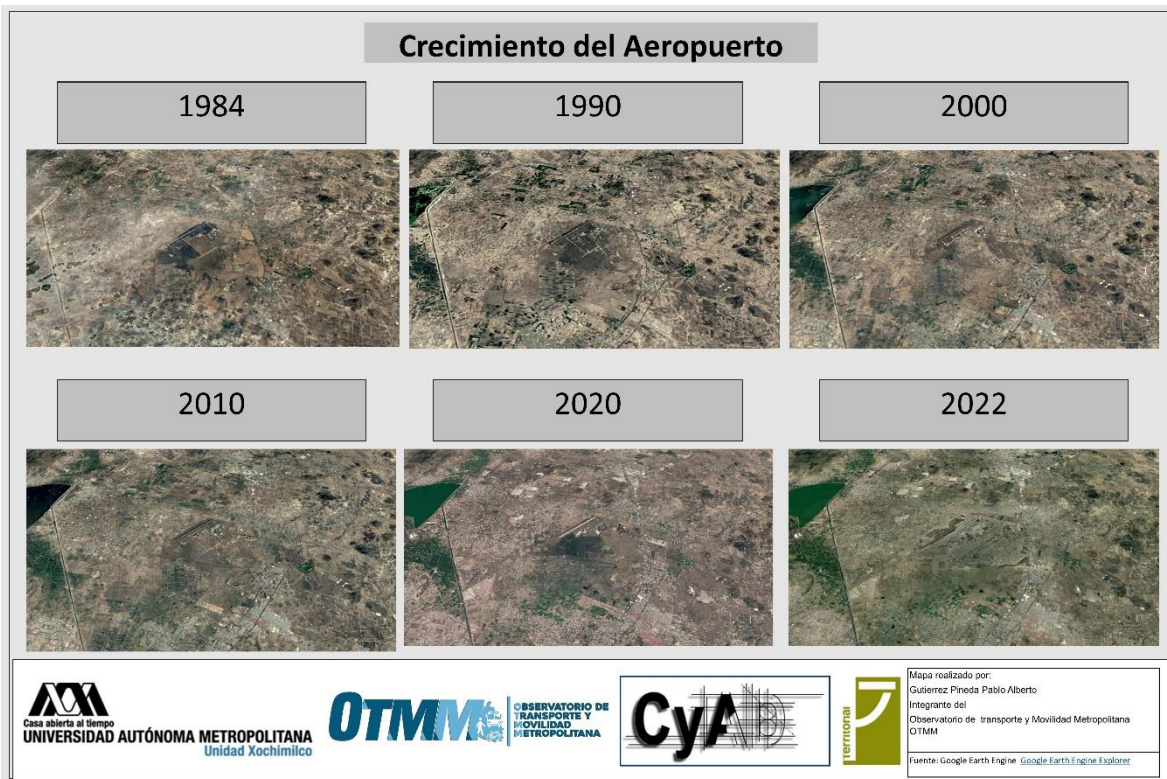 Crecimiento del Aeropuerto
1984
1990
2000
2010
2020
2022
Casa abierta al tiempo
UNIVERSIDAD AUTÓNOMA METROPOLITANA
Unidad Xochimilco
OTMM
OBSERVATORIO DE
TRANSPORTE Y
MOVILIDAD
METROPOLITANA
CyAD
Territorial
Mapa realizado por:
Gutierrez Pineda Pablo Alberto
Integrante del
Observatorio de transporte y Movilidad Metropolitana
OTMM
Fuente: Google Earth Engine Google Earth Engine Explorer